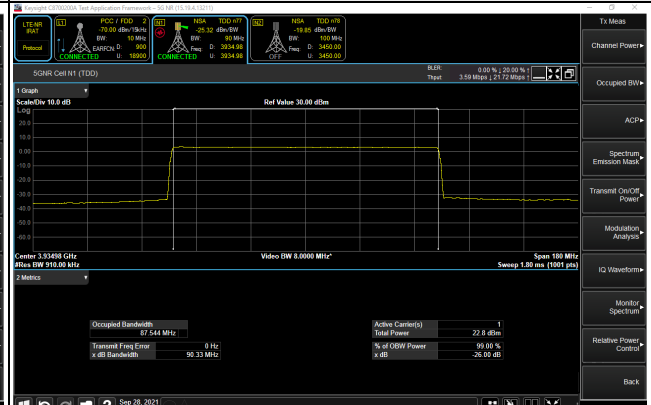 Keysight C8700200A Test Application Framework - 5G NR (15.19.4.15211)
LTE-NR
IRAT
Protocol
L1
PCC / FDD 2
-70.00 dBm/15kHz
BW: 10 MHz
EARFCN: D: 900
CONNECTED U: 18900
N1
NSA TDD n77
-25.32 dBm/BW
BW: 90 MHz
Freq: D: 3934.98
CONNECTED U: 3934.98
N2
NSA TDD n78
-19.85 dBm/BW
BW: 100 MHz
Freq: D: 3450.00
OFF U: 3450.00
5GNR Cell N1 (TDD)
BLER: 0.00 % ↓ 20.00 % ↑
Thput: 3.59 Mbps ↓ 21.72 Mbps ↑
1 Graph
Scale/Div 10.0 dB
Ref Value 30.00 dBm
Log
20.0
10.0
0.00
-10.0
-20.0
-30.0
-40.0
-50.0
-60.0
Center 3.93498 GHz
Video BW 8.0000 MHz*
Span 180 MHz
#Res BW 910.00 kHz
Sweep 1.80 ms (1001 pts)
2 Metrics
Occupied Bandwidth
87.544 MHz
Transmit Freq Error 0 Hz
x dB Bandwidth 90.33 MHz
Active Carrier(s) 1
Total Power 22.8 dBm
% of OBW Power 99.00 %
x dB -26.00 dB
Sep 28, 2021
Tx Meas
Channel Power
Occupied BW
ACP
Spectrum
Emission Mask
Transmit On/Off
Power
Modulation
Analysis
IQ Waveform
Monitor
Spectrum
Relative Power
Control
Back